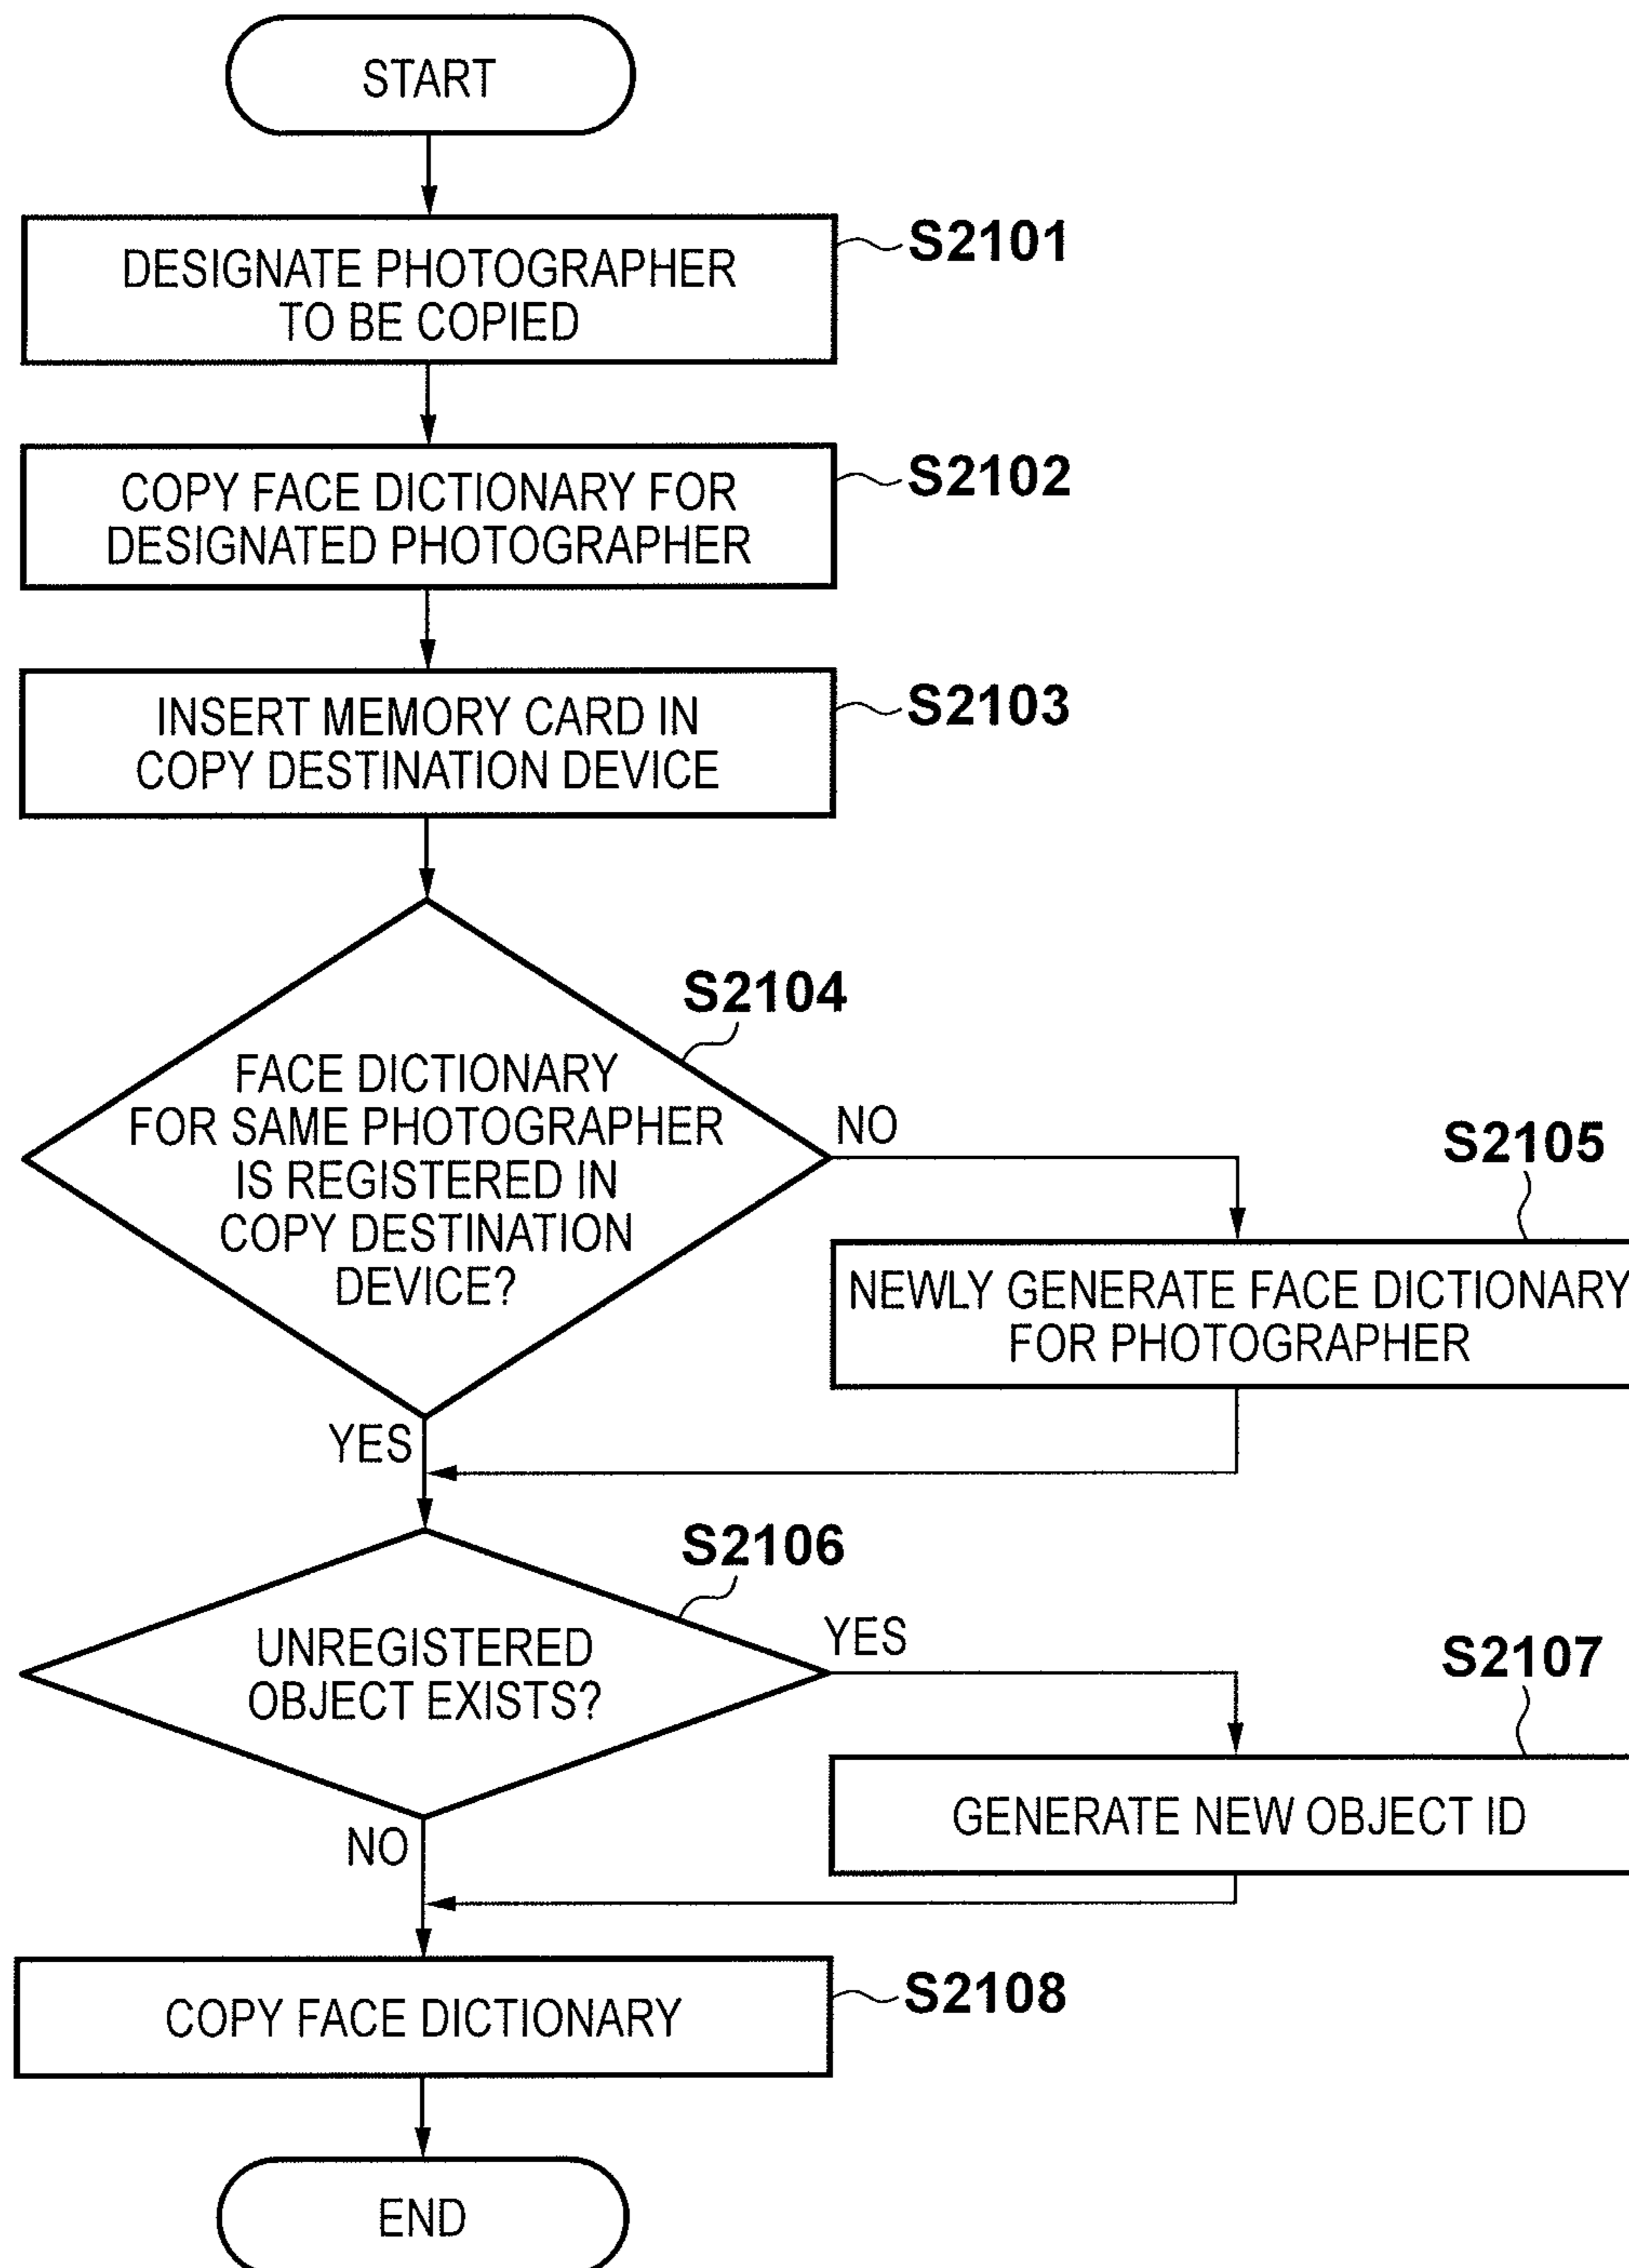 START
DESIGNATE PHOTOGRAPHER
TO BE COPIED
S2101
COPY FACE DICTIONARY FOR
DESIGNATED PHOTOGRAPHER
S2102
INSERT MEMORY CARD IN
COPY DESTINATION DEVICE
S2103
S2104
FACE DICTIONARY
FOR SAME PHOTOGRAPHER
IS REGISTERED IN
COPY DESTINATION
DEVICE?
NO
S2105
NEWLY GENERATE FACE DICTIONARY
FOR PHOTOGRAPHER
YES
S2106
UNREGISTERED
OBJECT EXISTS?
YES
S2107
GENERATE NEW OBJECT ID
NO
COPY FACE DICTIONARY
S2108
END